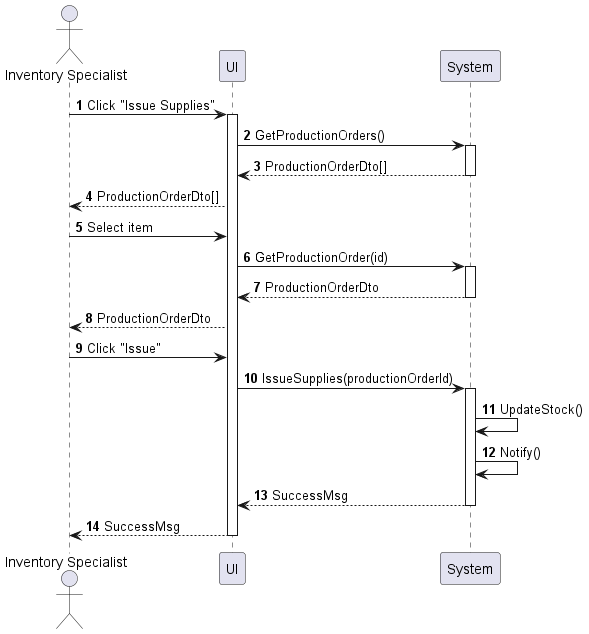 Inventory Specialist
UI
System
1 Click "Issue Supplies"
2 GetProductionOrders()
3 ProductionOrderDto[]
4 ProductionOrderDto[]
5 Select item
6 GetProductionOrder(id)
7 ProductionOrderDto
8 ProductionOrderDto
9 Click "Issue"
10 IssueSupplies(productionOrderId)
11 UpdateStock()
12 Notify()
13 SuccessMsg
14 SuccessMsg
Inventory Specialist
UI
System